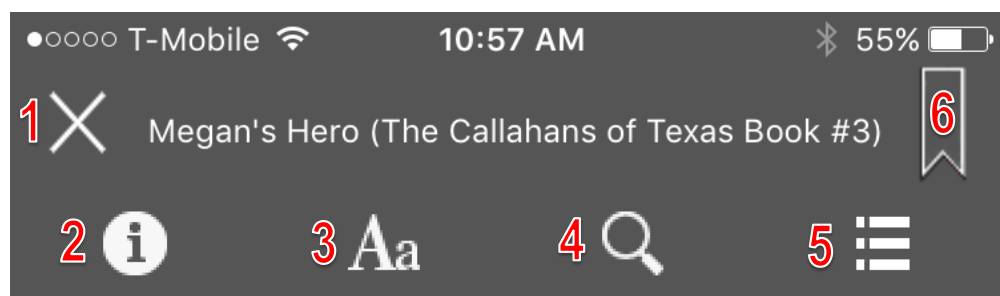 T-Mobile 10:57 AM 55%
1 Megan's Hero (The Callahans of Texas Book #3) 6
2 i 3 Aa 4 5